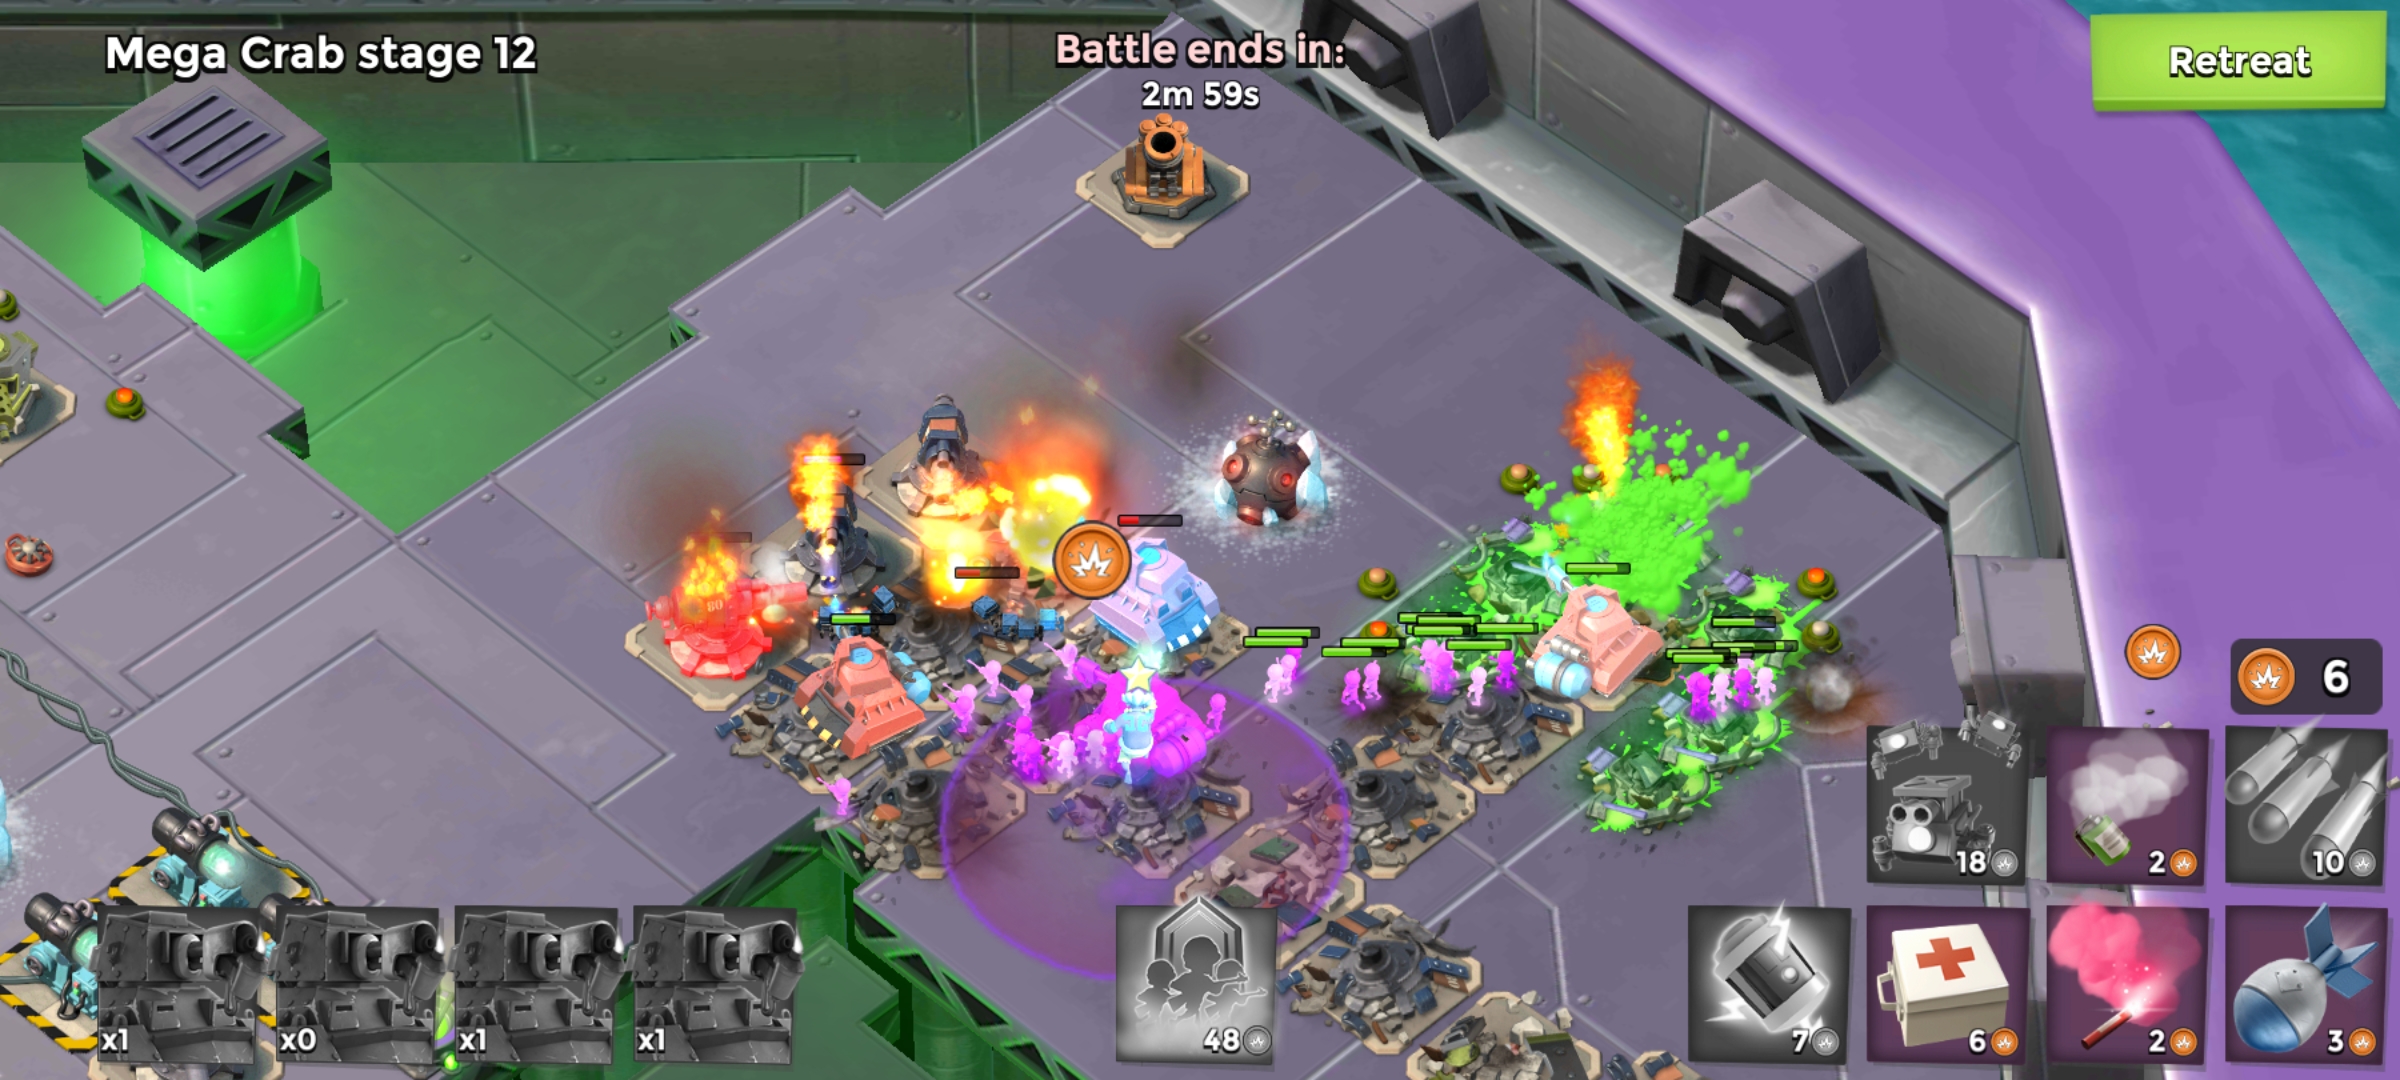 Mega Crab stage 12
Battle ends in:
2m 59s
Retreat
80
6
18
2
10
x1
x0
x1
x1
48
7
6
2
3